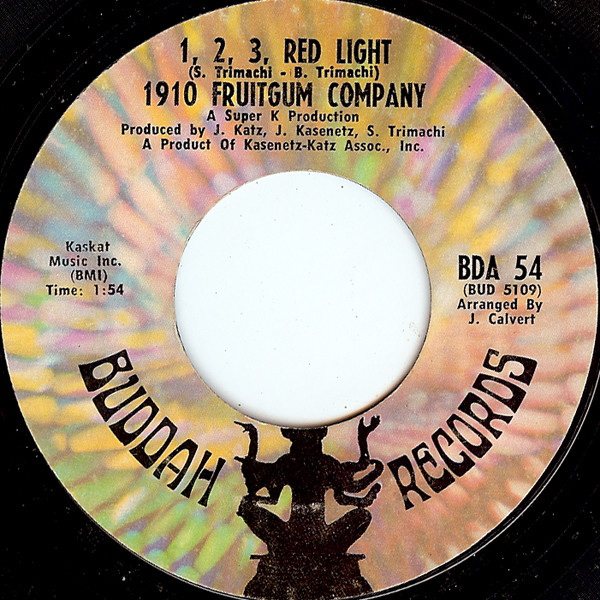 1, 2, 3, RED LIGHT
(S. Trimachi - B. Trimachi)
1910 FRUITGUM COMPANY
A Super K Production
Produced by J. Katz, J. Kasenetz, S. Trimachi
A Product Of Kasenetz-Katz Assoc., Inc.
Kaskat
Music Inc.
(BMI)
Time: 1:54
BDA 54
(BUD 5109)
Arranged By
J. Calvert
BUDDAH RECORDS